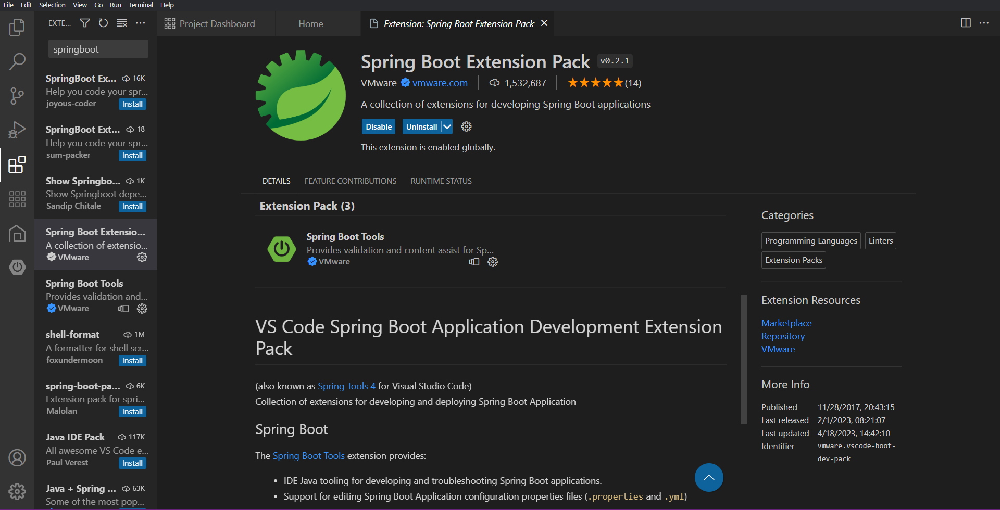 File Edit Selection View Go Run Terminal Help
EXTE...
springboot
SpringBoot Ex... 16K
Help you code your spr...
joyous-coder Install
SpringBoot Ext... 18
Help you code your spr...
sum-packer Install
Show Springbo... 1K
Show Springboot depe...
Sandip Chitale Install
Spring Boot Extensio...
A collection of extensio...
VMware
Spring Boot Tools
Provides validation and...
VMware
shell-format 1M
A formatter for shell scr...
foxundermoon Install
spring-boot-pa... 6K
Extension pack for spri...
Malolan Install
Java IDE Pack 117K
All awesome VS Code e...
Paul Verest Install
Java + Spring ... 63K
Some of the most pop...
Project Dashboard Home Extension: Spring Boot Extension Pack
Spring Boot Extension Pack v0.2.1
VMware vmware.com 1,532,687 (14)
A collection of extensions for developing Spring Boot applications
Disable Uninstall
This extension is enabled globally.
DETAILS FEATURE CONTRIBUTIONS RUNTIME STATUS
Extension Pack (3)
Spring Boot Tools
Provides validation and content assist for Sp...
VMware
VS Code Spring Boot Application Development Extension
Pack
(also known as Spring Tools 4 for Visual Studio Code)
Collection of extensions for developing and deploying Spring Boot Application
Spring Boot
The Spring Boot Tools extension provides:
• IDE Java tooling for developing and troubleshooting Spring Boot applications.
• Support for editing Spring Boot Application configuration properties files (.properties and .yml)
Categories
Programming Languages Linters
Extension Packs
Extension Resources
Marketplace
Repository
VMware
More Info
Published 11/28/2017, 20:43:15
Last released 2/1/2023, 08:21:07
Last updated 4/18/2023, 14:42:10
Identifier vmware.vscode-boot-
dev-pack